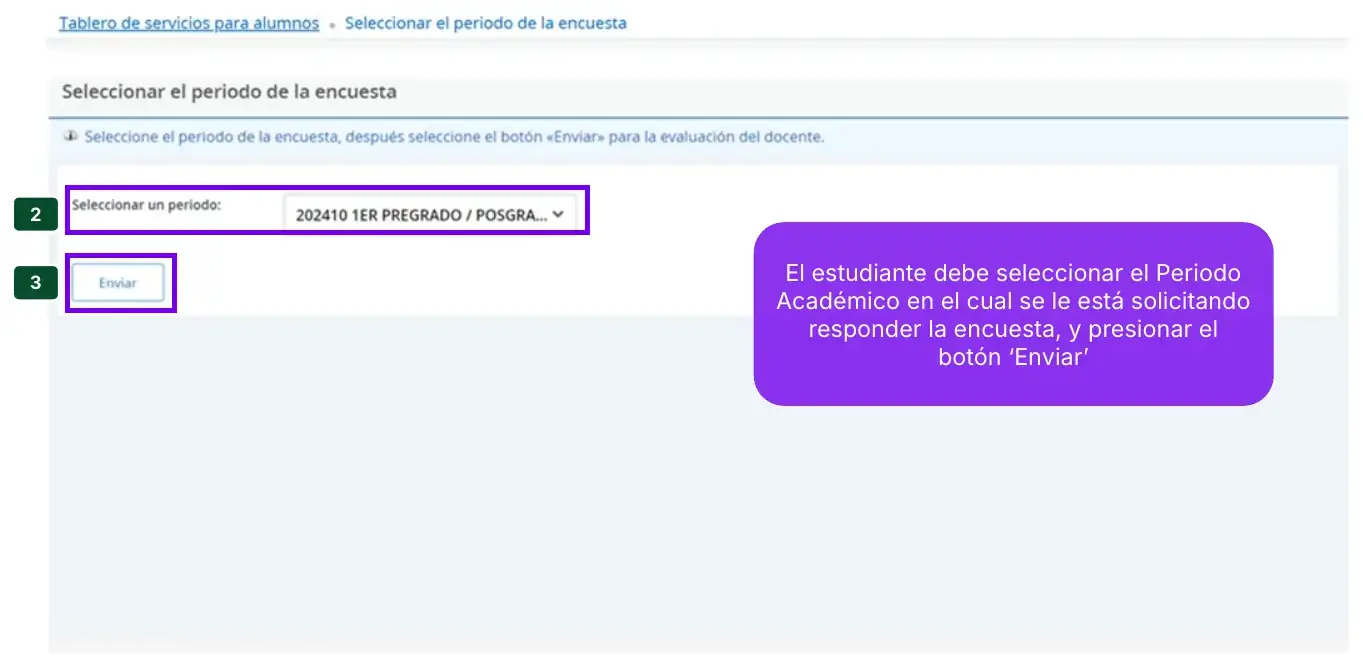 Tablero de servicios para alumnos • Seleccionar el periodo de la encuesta
Seleccionar el periodo de la encuesta
Seleccione el periodo de la encuesta, después seleccione el botón «Enviar» para la evaluación del docente.
2
Seleccionar un periodo:
202410 1ER PREGRADO / POSGRA...
3
Enviar
El estudiante debe seleccionar el Periodo
Académico en el cual se le está solicitando
responder la encuesta, y presionar el
botón ‘Enviar’